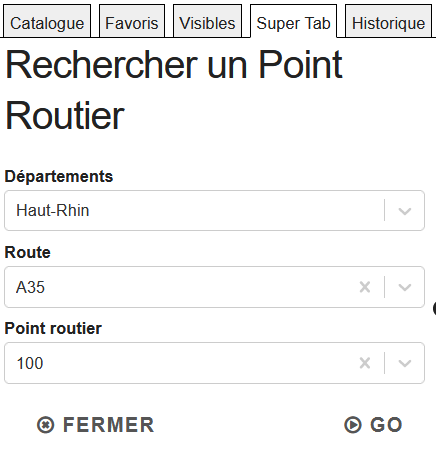 Catalogue Favoris Visibles Super Tab Historique
Rechercher un Point
Routier
Départements
Haut-Rhin
Route
A35
Point routier
100
FERMER GO